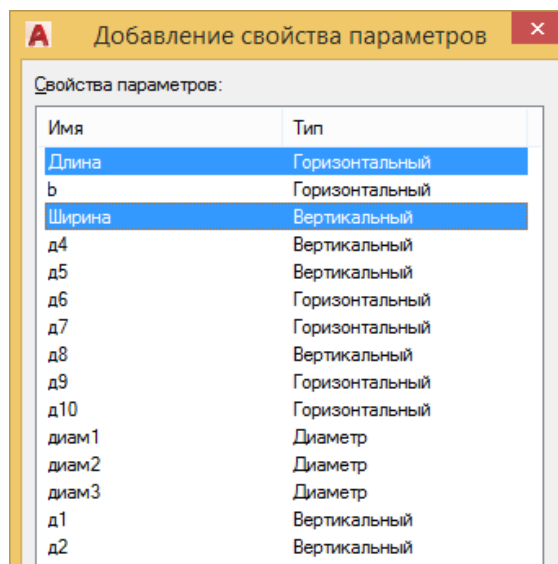 Добавление свойства параметров
Свойства параметров:
Имя Тип
Длина Горизонтальный
b Горизонтальный
Ширина Вертикальный
д4 Вертикальный
д5 Вертикальный
д6 Горизонтальный
д7 Горизонтальный
д8 Вертикальный
д9 Горизонтальный
д10 Горизонтальный
диам1 Диаметр
диам2 Диаметр
диам3 Диаметр
д1 Вертикальный
д2 Вертикальный